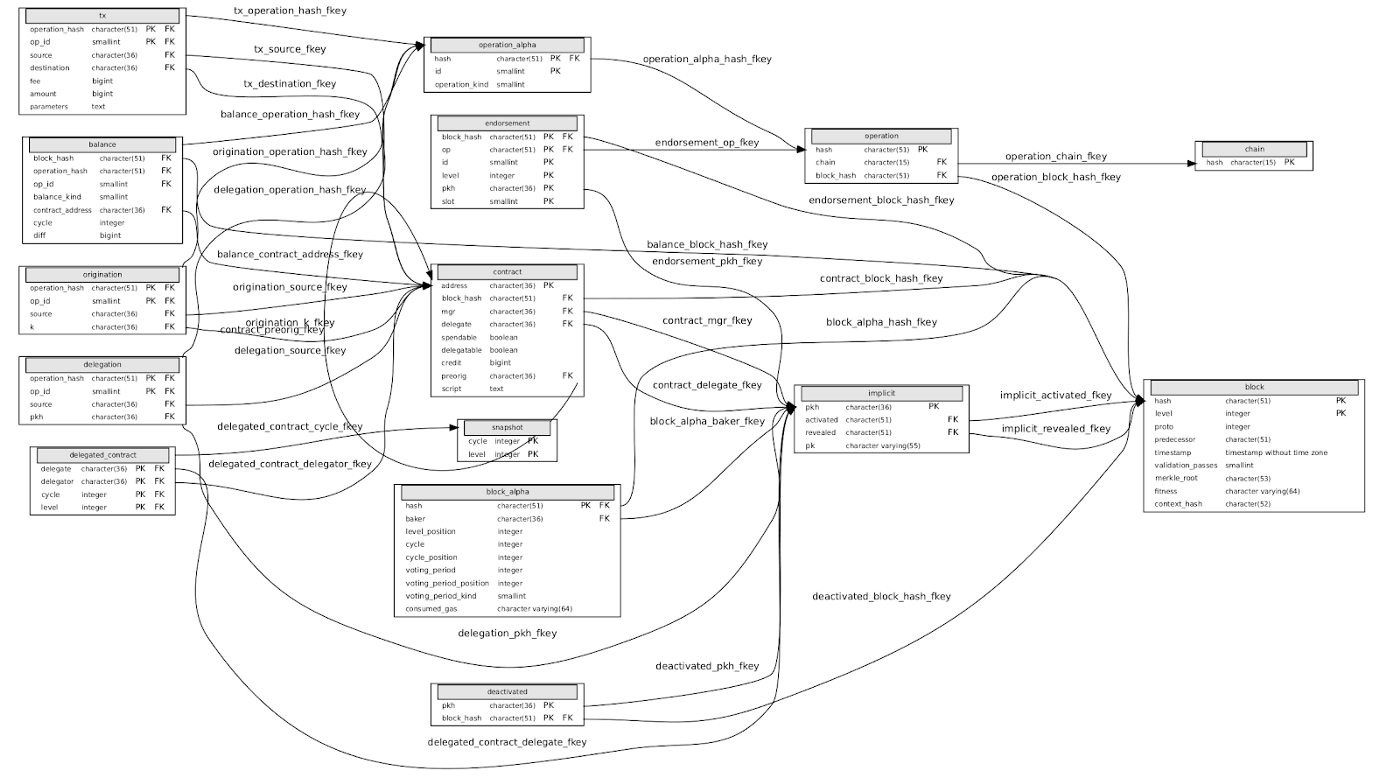 tx
operation_hash character(51) PK FK
op_id smallint PK FK
source character(36) FK
destination character(36) FK
fee bigint
amount bigint
parameters text
balance
block_hash character(51) FK
operation_hash character(51) FK
op_id smallint FK
balance_kind smallint
contract_address character(36) FK
cycle integer
diff bigint
origination
operation_hash character(51) PK FK
op_id smallint PK FK
source character(36) FK
k character(36) FK
delegation
operation_hash character(51) PK FK
op_id smallint PK FK
source character(36) FK
pkh character(36) FK
delegated_contract
delegate character(36) PK FK
delegator character(36) PK FK
cycle integer PK FK
level integer PK FK
tx_operation_hash_fkey
tx_source_fkey
tx_destination_fkey
balance_operation_hash_fkey
origination_operation_hash_fkey
delegation_operation_hash_fkey
balance_contract_address_fkey
origination_source_fkey
origination_k_fkey
contract_preorig_fkey
delegation_source_fkey
delegated_contract_cycle_fkey
delegated_contract_delegator_fkey
operation_alpha
hash character(51) PK FK
id smallint PK
operation_kind smallint
endorsement
block_hash character(51) PK FK
op character(51) PK FK
id smallint PK
level integer PK
pkh character(36) PK
slot smallint PK
contract
address character(36) PK
block_hash character(51) FK
mgr character(36) FK
delegate character(36) FK
spendable boolean
delegatable boolean
credit bigint
preorig character(36) FK
script text
snapshot
cycle integer PK
level integer PK
block_alpha
hash character(51) PK FK
baker character(36) FK
level_position integer
cycle integer
cycle_position integer
voting_period integer
voting_period_position integer
voting_period_kind smallint
consumed_gas character varying(64)
delegation_pkh_fkey
deactivated
pkh character(36) PK
block_hash character(51) PK FK
delegated_contract_delegate_fkey
operation_alpha_hash_fkey
endorsement_op_fkey
endorsement_block_hash_fkey
balance_block_hash_fkey
endorsement_pkh_fkey
contract_block_hash_fkey
contract_mgr_fkey
block_alpha_hash_fkey
contract_delegate_fkey
block_alpha_baker_fkey
deactivated_block_hash_fkey
deactivated_pkh_fkey
operation
hash character(51) PK
chain character(15) FK
block_hash character(51) FK
implicit
pkh character(36) PK
activated character(51) FK
revealed character(51) FK
pk character varying(55)
operation_chain_fkey
operation_block_hash_fkey
implicit_activated_fkey
implicit_revealed_fkey
chain
hash character(15) PK
block
hash character(51) PK
level integer PK
proto integer
predecessor character(51)
timestamp timestamp without time zone
validation_passes smallint
merkle_root character(53)
fitness character varying(64)
context_hash character(52)